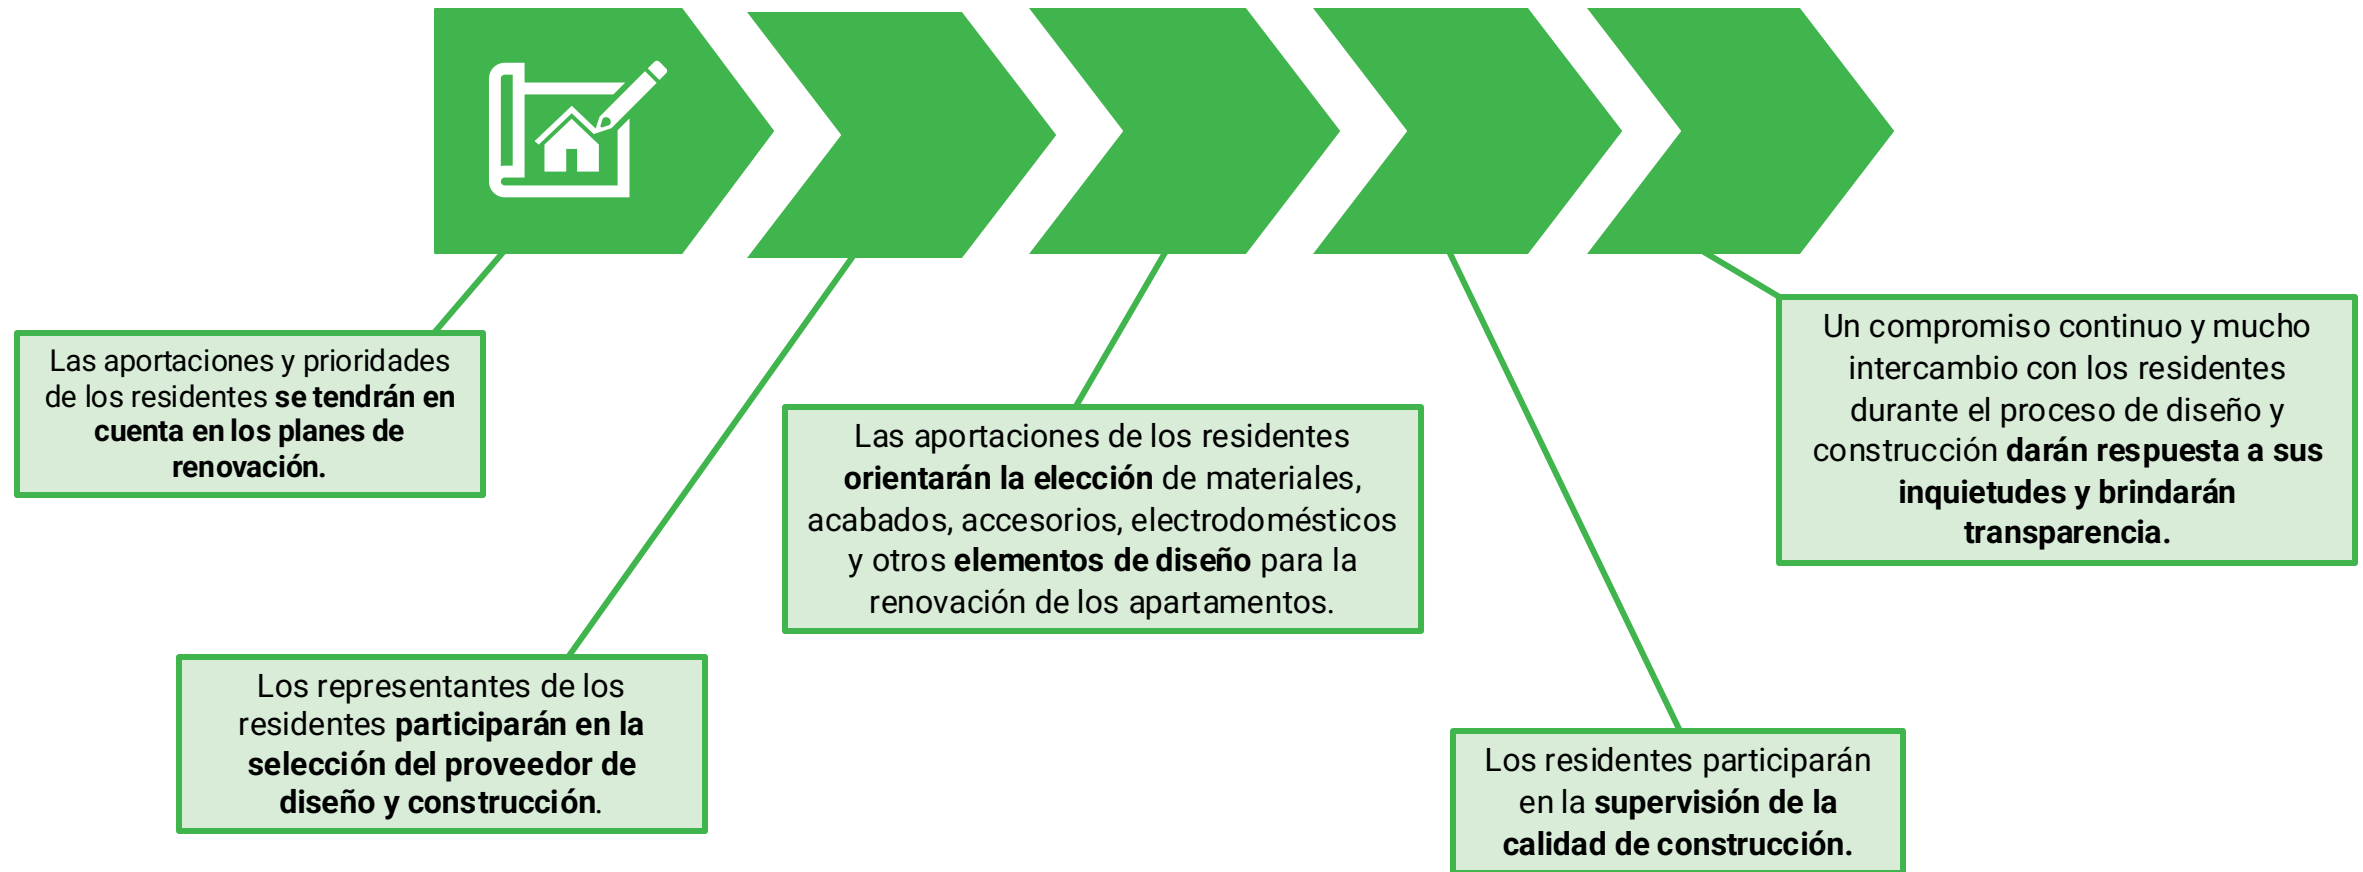 Las aportaciones y prioridades
de los residentes se tendrán en
cuenta en los planes de
renovación.
Los representantes de los
residentes participarán en la
selección del proveedor de
diseño y construcción.
Las aportaciones de los residentes
orientarán la elección de materiales,
acabados, accesorios, electrodomésticos
y otros elementos de diseño para la
renovación de los apartamentos.
Los residentes participarán
en la supervisión de la
calidad de construcción.
Un compromiso continuo y mucho
intercambio con los residentes
durante el proceso de diseño y
construcción darán respuesta a sus
inquietudes y brindarán
transparencia.